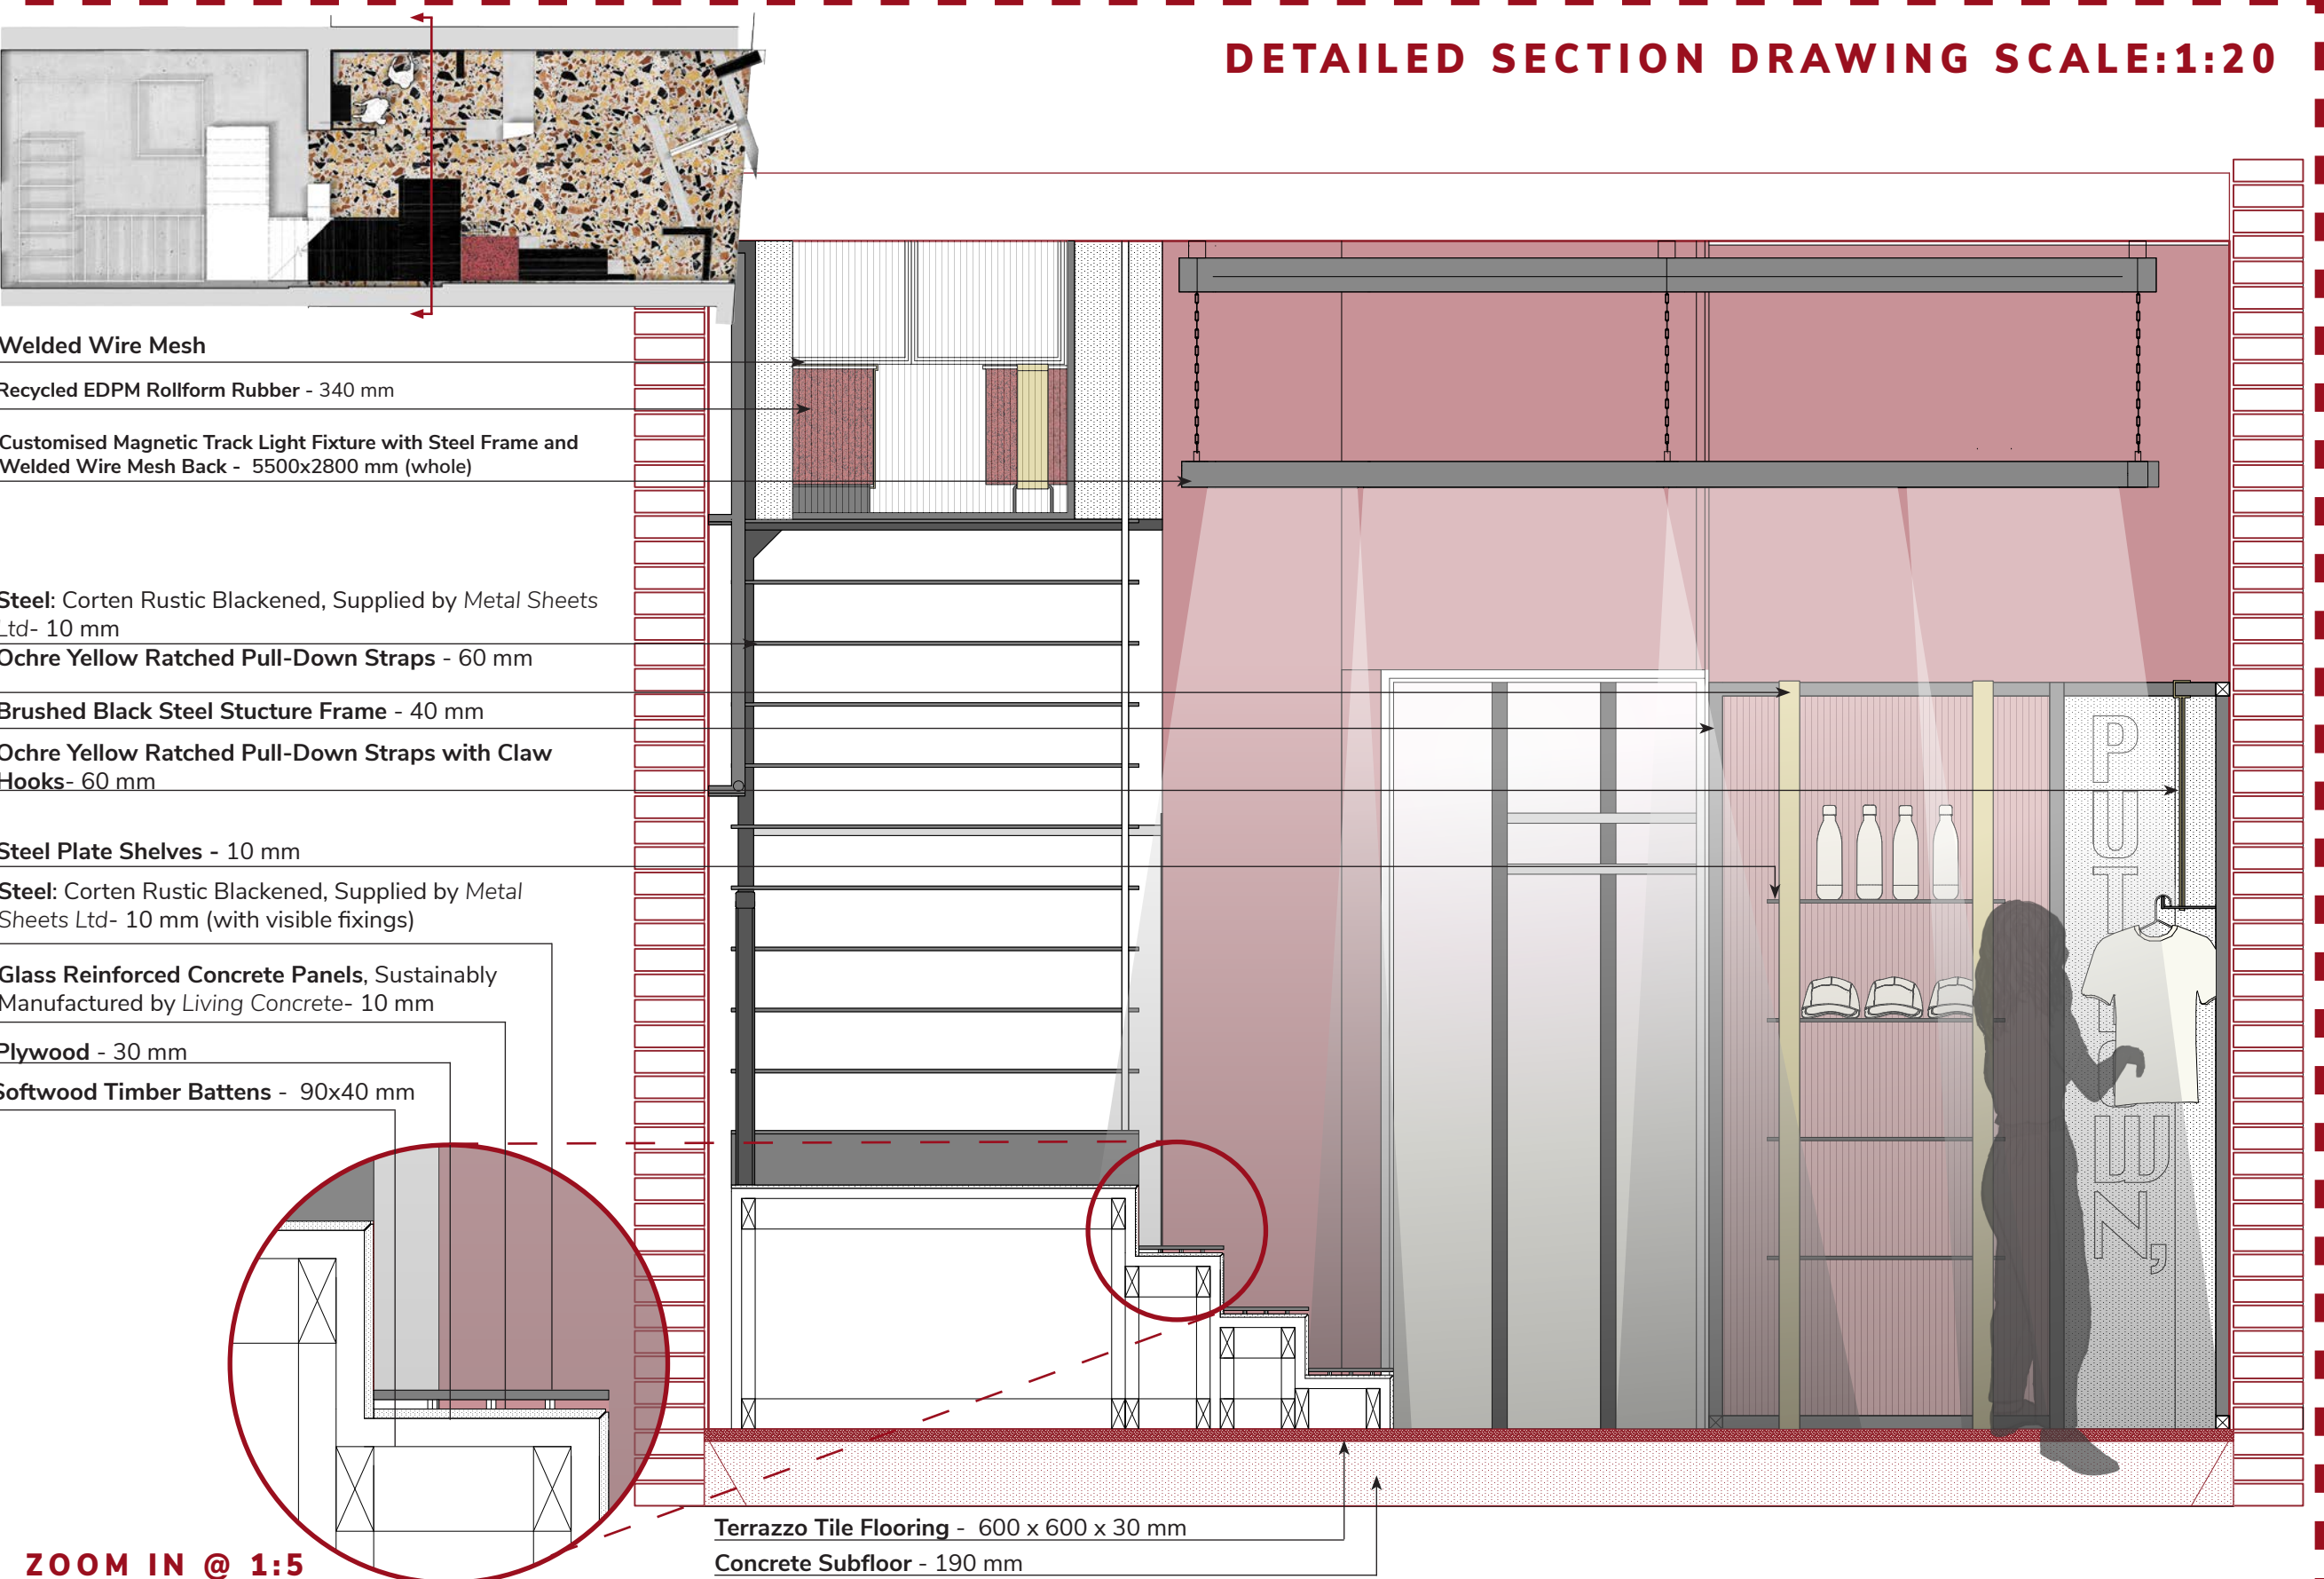 DETAILED SECTION DRAWING SCALE:1:20
Welded Wire Mesh
Recycled EDPM Rollform Rubber - 340 mm
Customised Magnetic Track Light Fixture with Steel Frame and
Welded Wire Mesh Back - 5500x2800 mm (whole)
Steel: Corten Rustic Blackened, Supplied by Metal Sheets
Ltd- 10 mm
Ochre Yellow Ratched Pull-Down Straps - 60 mm
Brushed Black Steel Stucture Frame - 40 mm
Ochre Yellow Ratched Pull-Down Straps with Claw
Hooks- 60 mm
Steel Plate Shelves - 10 mm
Steel: Corten Rustic Blackened, Supplied by Metal
Sheets Ltd- 10 mm (with visible fixings)
Glass Reinforced Concrete Panels, Sustainably
Manufactured by Living Concrete- 10 mm
Plywood - 30 mm
Softwood Timber Battens - 90x40 mm
PUT
WN,
Terrazzo Tile Flooring - 600 x 600 x 30 mm
Concrete Subfloor - 190 mm
ZOOM IN @ 1:5